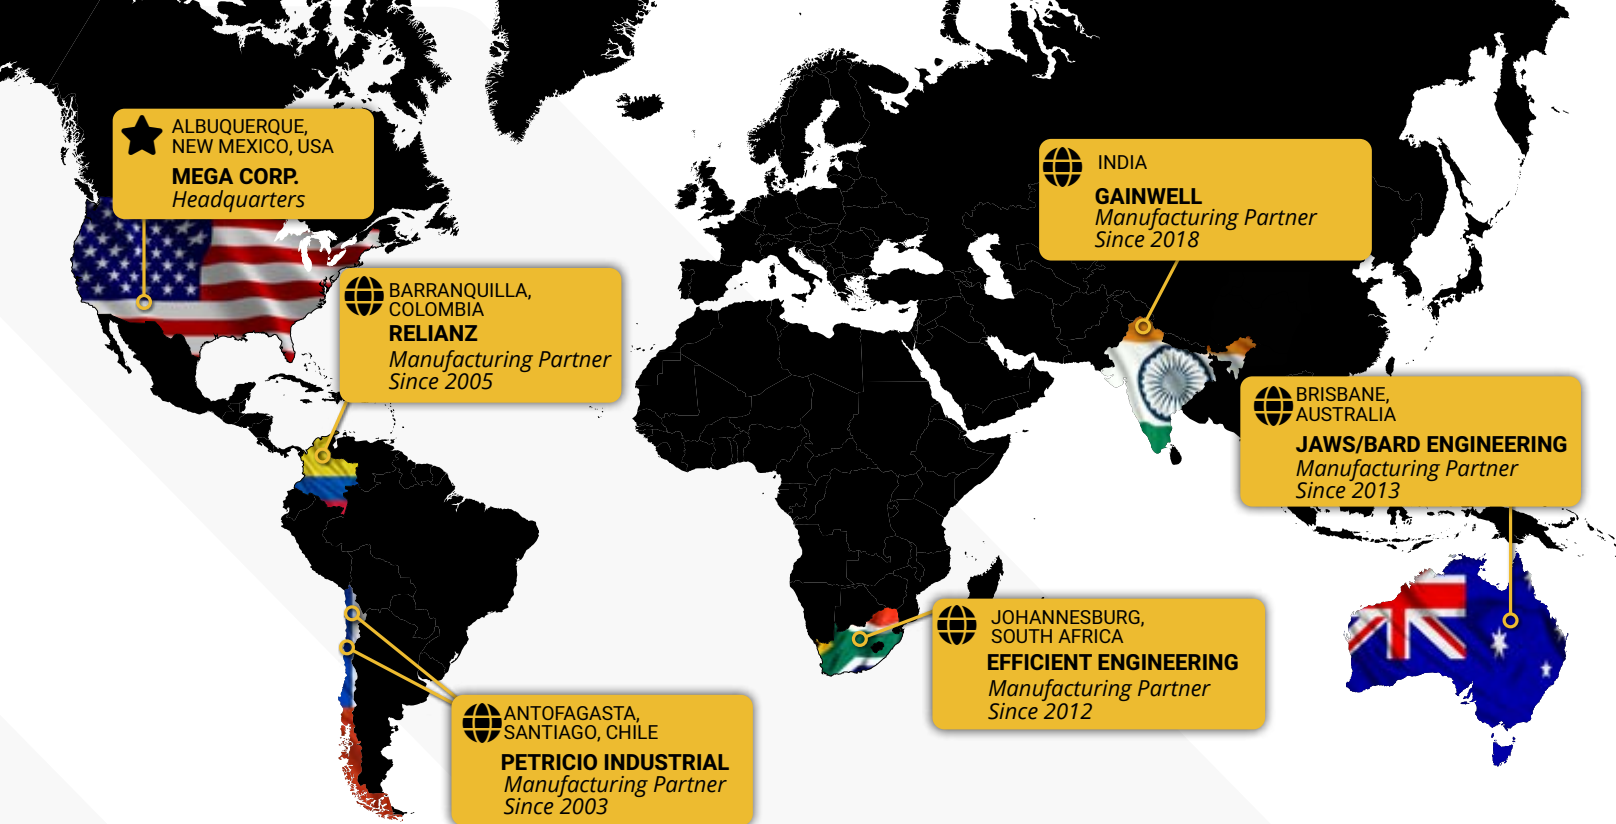 ALBUQUERQUE,
NEW MEXICO, USA
MEGA CORP.
Headquarters
BARRANQUILLA,
COLOMBIA
RELIANZ
Manufacturing Partner
Since 2005
INDIA
GAINWELL
Manufacturing Partner
Since 2018
BRISBANE,
AUSTRALIA
JAWS/BARD ENGINEERING
Manufacturing Partner
Since 2013
JOHANNESBURG,
SOUTH AFRICA
EFFICIENT ENGINEERING
Manufacturing Partner
Since 2012
ANTOFAGASTA,
SANTIAGO, CHILE
PETRICIO INDUSTRIAL
Manufacturing Partner
Since 2003